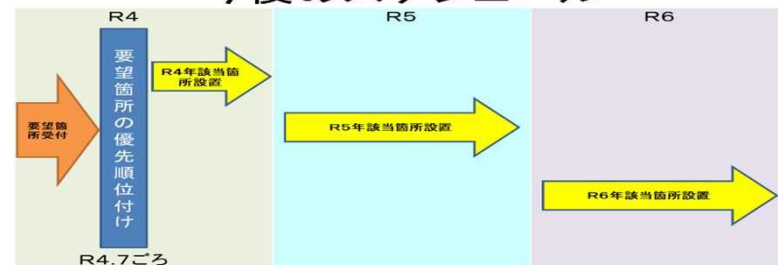 R4
R5
R6
要望箇
所受付
要望箇所の優先順位付け
R4年該当箇
所設置
R5年該当箇所設置
R6年該当箇所設置
R4.7ごろ